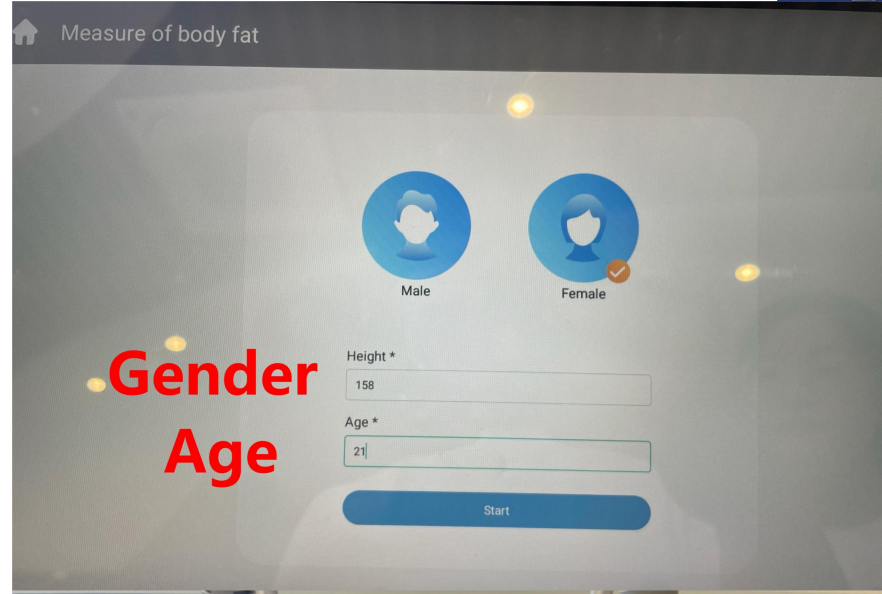 Measure of body fat
Male
Female
Height *
158
Gender
Age *
21
Age
Start